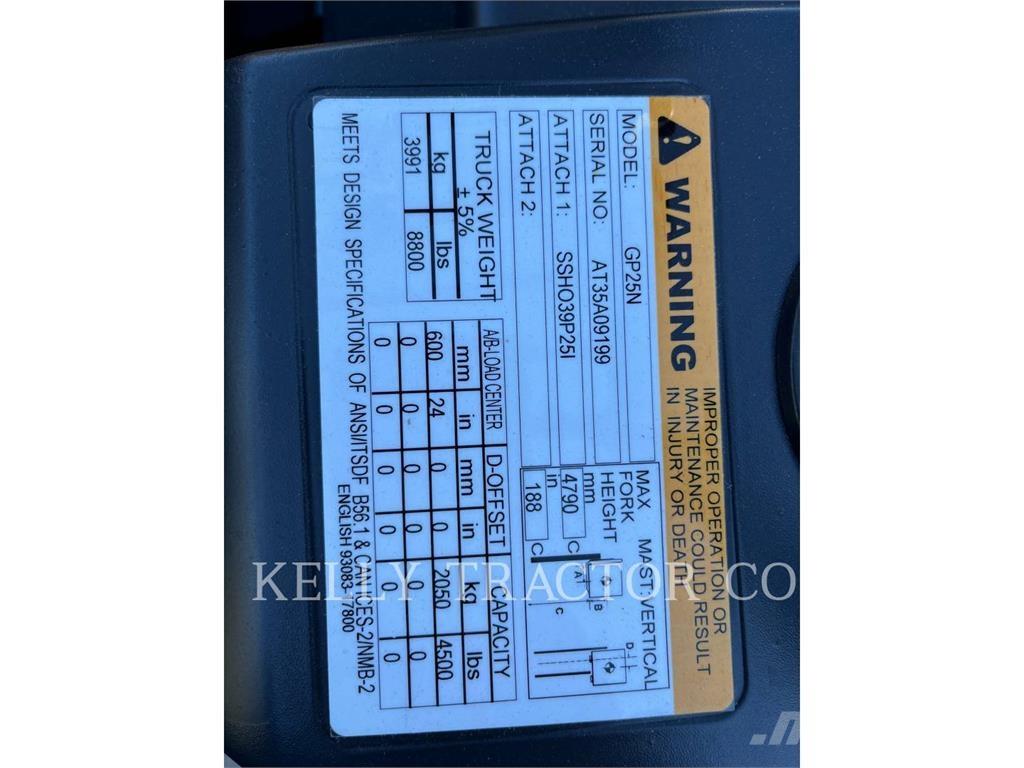 WARNING
IMPROPER OPERATION OR
MAINTENANCE COULD RESULT
IN INJURY OR DEATH
MODEL: GP25N
SERIAL NO: AT35A09199
ATTACH 1: SSHO39P25I
ATTACH 2:
MAX
FORK
HEIGHT
MAST VERTICAL
mm
4790 C
in
188 C
A
B
C
D
TRUCK WEIGHT
± 5%
kg lbs
3991 8800
A/B-LOAD CENTER D-OFFSET CAPACITY
mm in mm in kg lbs
600 24 0 0 2050 4500
0 0 0 0 0 0
0 0 0 0 0 0
MEETS DESIGN SPECIFICATIONS OF ANSI/ITSDF B56.1 & CAN CES-2/NMB-2
ENGLISH 93083-17800
KELLY TRACTOR CO